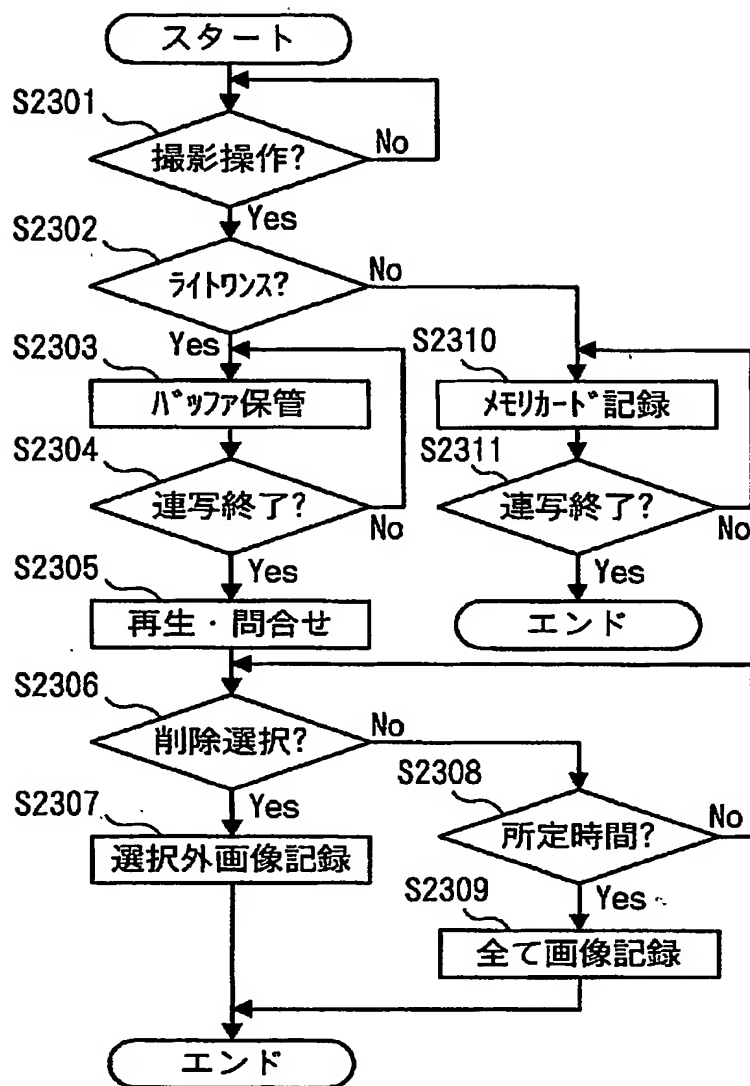 スタート
S2301
撮影操作?
No
Yes
S2302
ライトワンス?
No
Yes
S2303
バッファ保管
S2304
連写終了?
No
Yes
S2310
メモリカード記録
S2311
連写終了?
No
Yes
エンド
S2305
再生・問合せ
S2306
削除選択?
No
Yes
S2307
選択外画像記録
S2308
所定時間?
No
Yes
S2309
全て画像記録
エンド